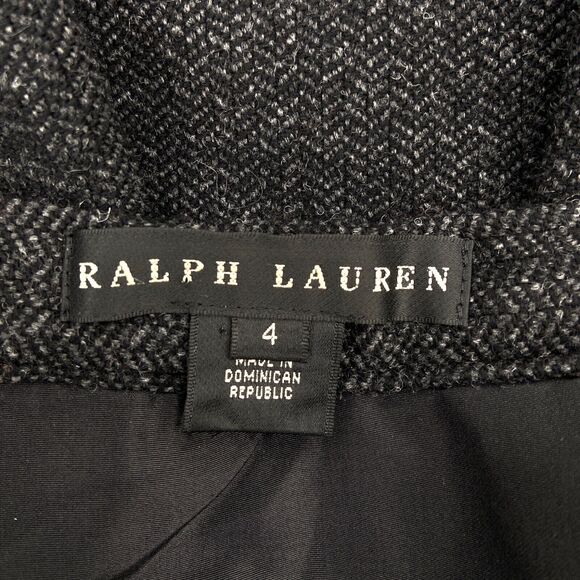 RALPH LAUREN
4
MADE IN
DOMINICAN
REPUBLIC